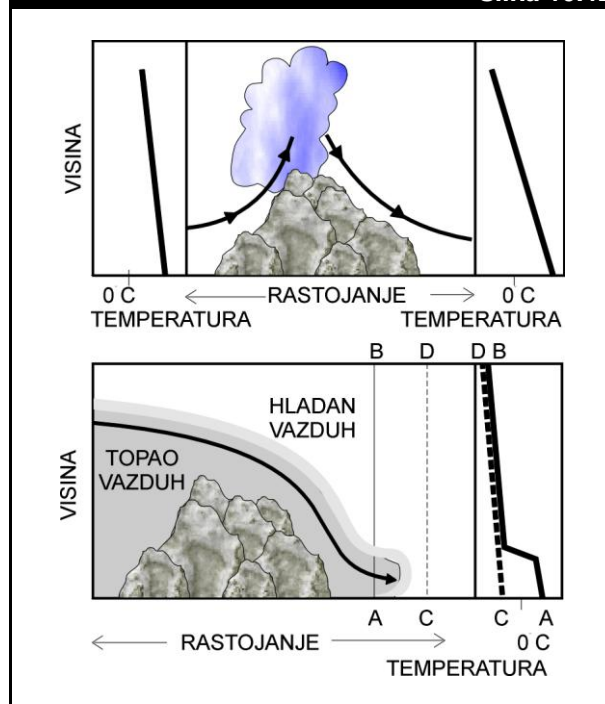 VISINA
0°C
RASTOJANJE
0°C
TEMPERATURA
TEMPERATURA
B
D
D B
HLADAN
VAZDUH
TOPAO
VAZDUH
VISINA
A
C
C
A
RASTOJANJE
0°C
TEMPERATURA